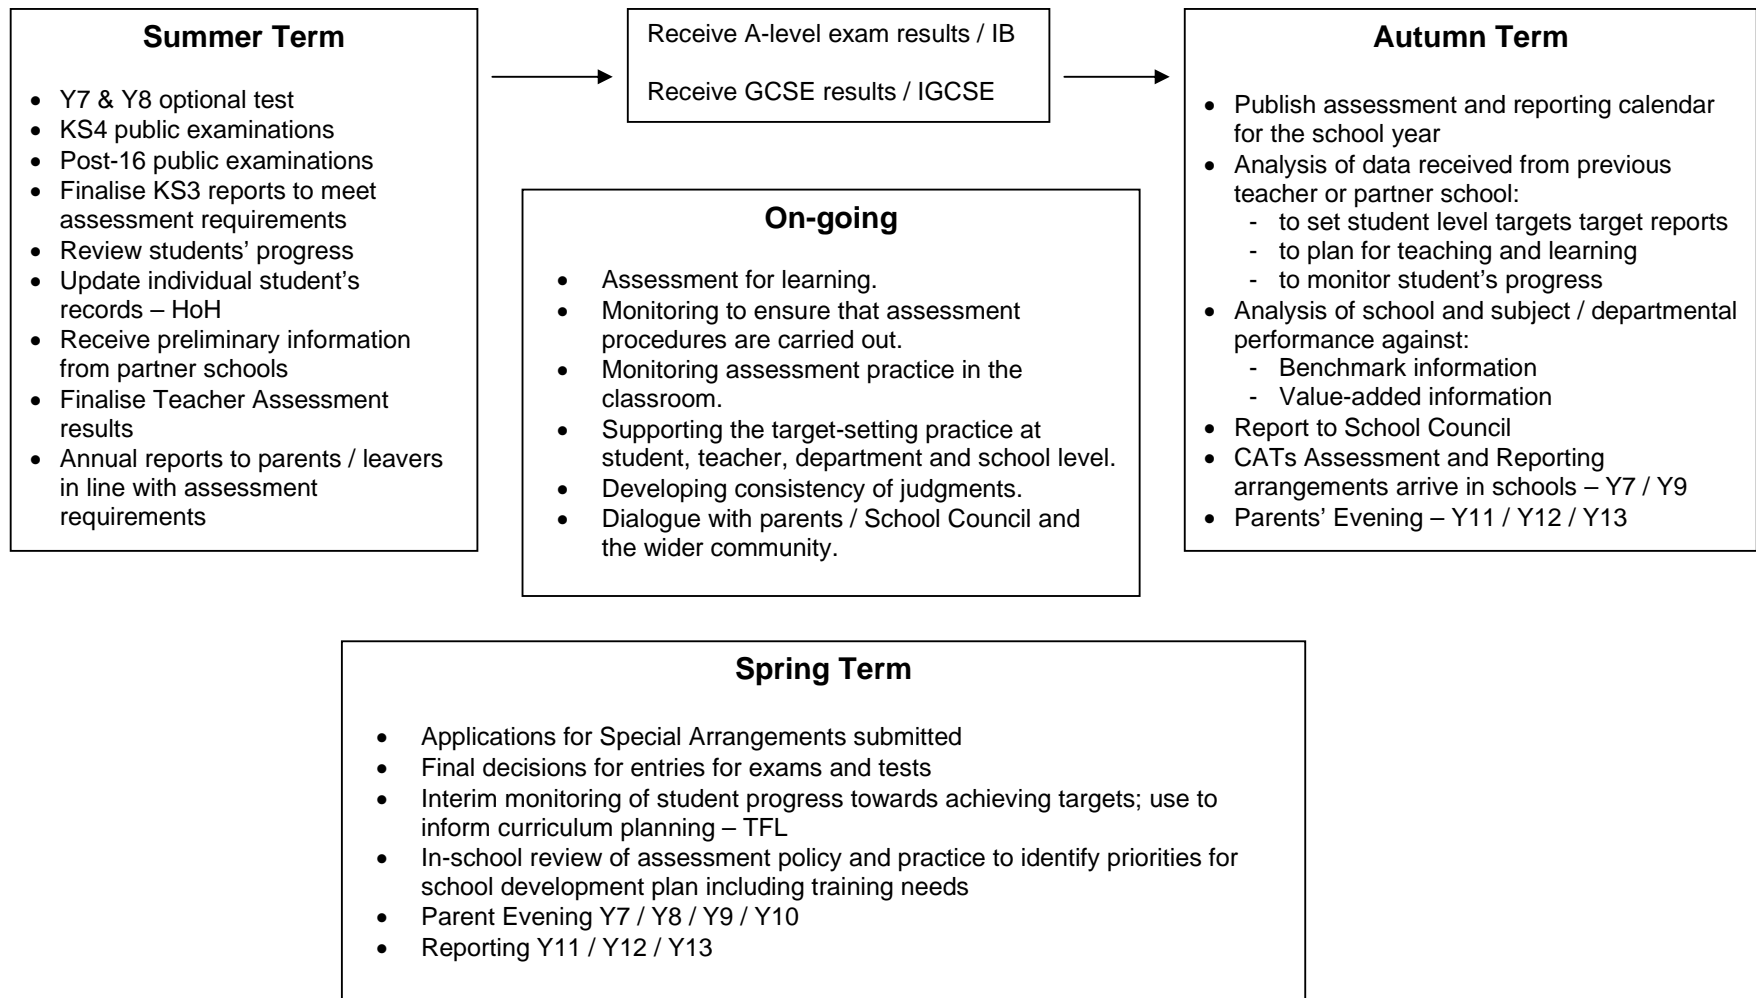 Summer Term
• Y7 & Y8 optional test
• KS4 public examinations
• Post-16 public examinations
• Finalise KS3 reports to meet
assessment requirements
• Review students’ progress
• Update individual student’s
records – HoH
• Receive preliminary information
from partner schools
• Finalise Teacher Assessment
results
• Annual reports to parents / leavers
in line with assessment
requirements
Receive A-level exam results / IB
Receive GCSE results / IGCSE
Autumn Term
• Publish assessment and reporting calendar
for the school year
• Analysis of data received from previous
teacher or partner school:
- to set student level targets target reports
- to plan for teaching and learning
- to monitor student’s progress
• Analysis of school and subject / departmental
performance against:
- Benchmark information
- Value-added information
• Report to School Council
• CATs Assessment and Reporting
arrangements arrive in schools – Y7 / Y9
• Parents’ Evening – Y11 / Y12 / Y13
On-going
• Assessment for learning.
• Monitoring to ensure that assessment
procedures are carried out.
• Monitoring assessment practice in the
classroom.
• Supporting the target-setting practice at
student, teacher, department and school level.
• Developing consistency of judgments.
• Dialogue with parents / School Council and
the wider community.
Spring Term
• Applications for Special Arrangements submitted
• Final decisions for entries for exams and tests
• Interim monitoring of student progress towards achieving targets; use to
inform curriculum planning – TFL
• In-school review of assessment policy and practice to identify priorities for
school development plan including training needs
• Parent Evening Y7 / Y8 / Y9 / Y10
• Reporting Y11 / Y12 / Y13